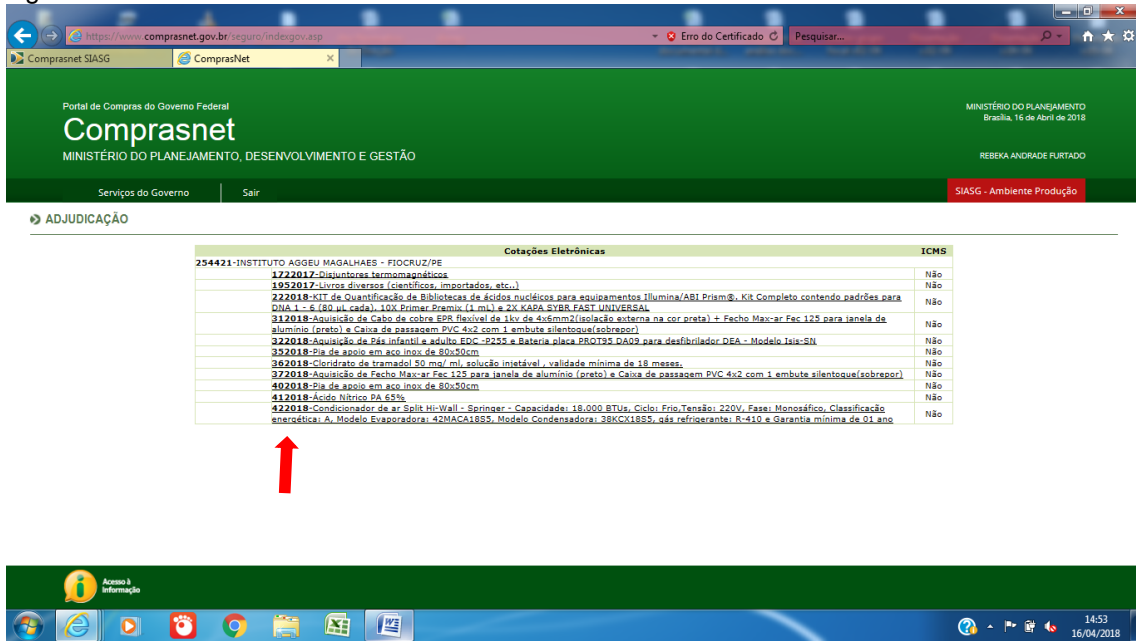 https://www.comprasnet.gov.br/seguro/indexgov.asp
Erro do Certificado
Pesquisar...
Comprasnet SIASG
ComprasNet
Portal de Compras do Governo Federal
Comprasnet
MINISTÉRIO DO PLANEJAMENTO, DESENVOLVIMENTO E GESTÃO
MINISTÉRIO DO PLANEJAMENTO
Brasília, 16 de Abril de 2018
REBEKA ANDRADE FURTADO
Serviços do Governo
Sair
SIASG - Ambiente Produção
ADJUDICAÇÃO
Cotações Eletrônicas ICMS
254421-INSTITUTO AGGEU MAGALHAES - FIOCRUZ/PE
1722017-Disjuntores termomagnéticos Não
1952017-Livros diversos (científicos, importados, etc..) Não
222018-KIT de Quantificação de Bibliotecas de ácidos nucléicos para equipamentos Illumina/ABI Prism®. Kit Completo contendo padrões para Não
DNA 1 - 6 (80 µL cada), 10X Primer Premix (1 mL) e 2X KAPA SYBR FAST UNIVERSAL
312018-Aquisição de Cabo de cobre EPR flexível de 1kv de 4x6mm2(isolação externa na cor preta) + Fecho Max-ar Fec 125 para janela de Não
alumínio (preto) e Caixa de passagem PVC 4x2 com 1 embute silentoque(sobrepor)
322018-Aquisição de Pás infantil e adulto EDC -P255 e Bateria placa PROT95 DA09 para desfibrilador DEA - Modelo Isis-SN Não
352018-Pia de apoio em aço inox de 80x50cm Não
362018-Cloridrato de tramadol 50 mg/ ml, solucão injetável , validade mínima de 18 meses. Não
372018-Aquisição de Fecho Max-ar Fec 125 para janela de alumínio (preto) e Caixa de passagem PVC 4x2 com 1 embute silentoque(sobrepor) Não
402018-Pia de apoio em aço inox de 80x50cm Não
412018-Ácido Nítrico PA 65% Não
422018-Condicionador de ar Split Hi-Wall - Springer - Capacidade: 18.000 BTUs, Ciclo: Frio,Tensão: 220V, Fase: Monosáfico, Classificação Não
energética: A, Modelo Evaporadora: 42MACA18S5, Modelo Condensadora: 38KCX18S5, gás refrigerante: R-410 e Garantia mínima de 01 ano
Acesso à
Informação
14:53
16/04/2018